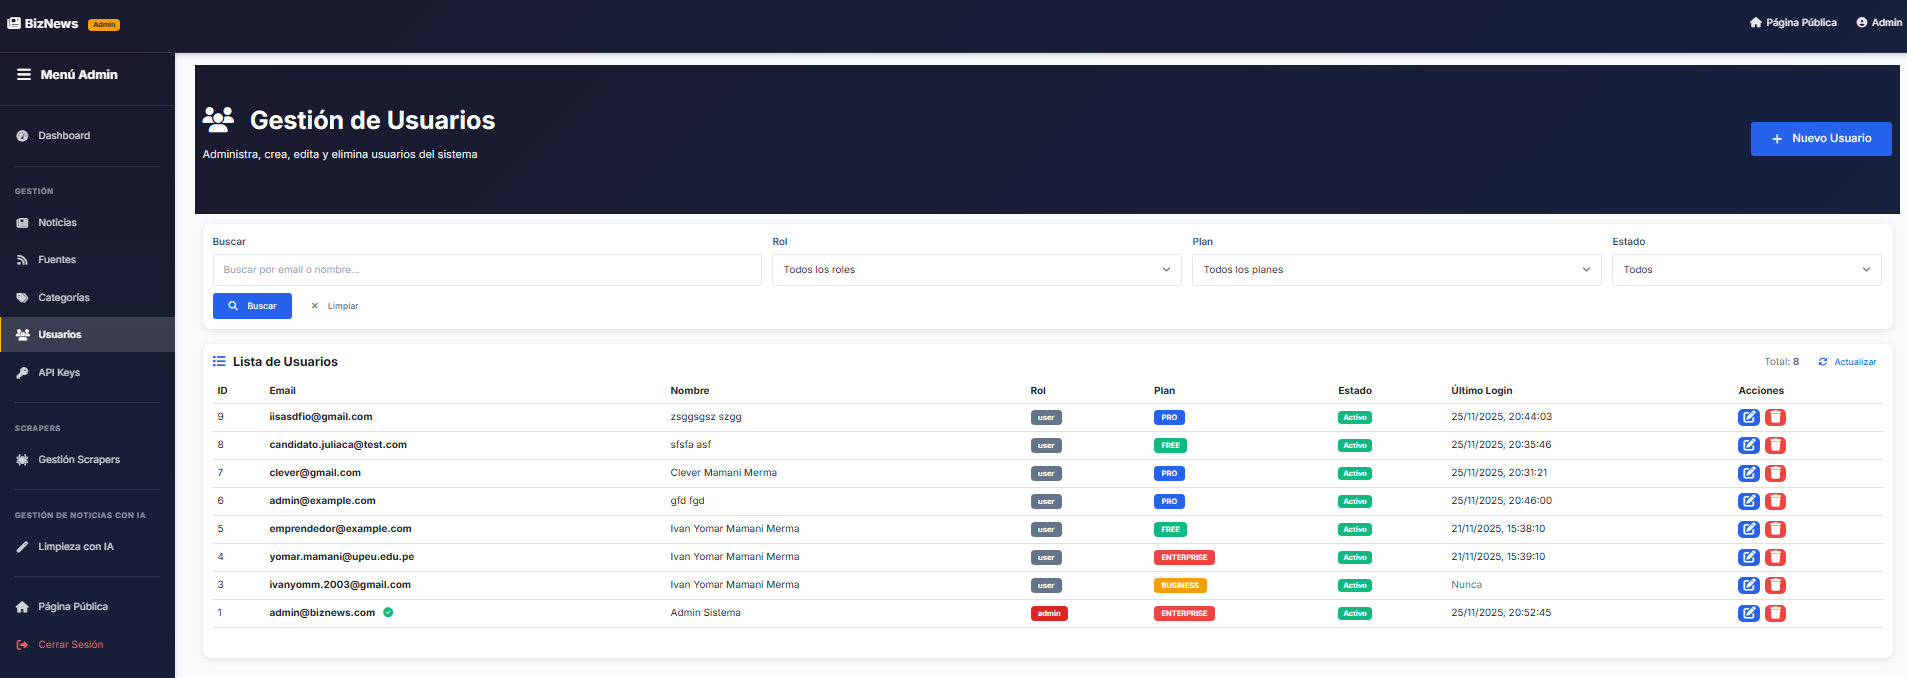 BizNews Admin
Página Pública
Admin
Menú Admin
Dashboard
GESTIÓN
Noticias
Fuentes
Categorías
Usuarios
API Keys
SCRAPERS
Gestión Scrapers
GESTIÓN DE NOTICIAS CON IA
Limpieza con IA
Página Pública
Cerrar Sesión
Gestión de Usuarios
Administra, crea, edita y elimina usuarios del sistema
+ Nuevo Usuario
Buscar Rol Plan Estado
Buscar por email o nombre... Todos los roles Todos los planes Todos
Buscar × Limpiar
Lista de Usuarios Total: 8 Actualizar
ID Email Nombre Rol Plan Estado Último Login Acciones
9 iisasdfio@gmail.com zsggsgsz szgg user PRO Activo 25/11/2025, 20:44:03
8 candidato.juliaca@test.com sfsfa asf user FREE Activo 25/11/2025, 20:35:46
7 clever@gmail.com Clever Mamani Merma user PRO Activo 25/11/2025, 20:31:21
6 admin@example.com gfd fgd user PRO Activo 25/11/2025, 20:46:00
5 emprendedor@example.com Ivan Yomar Mamani Merma user FREE Activo 21/11/2025, 15:38:10
4 yomar.mamani@upeu.edu.pe Ivan Yomar Mamani Merma user ENTERPRISE Activo 21/11/2025, 15:39:10
3 ivanyomm.2003@gmail.com Ivan Yomar Mamani Merma user BUSINESS Activo Nunca
1 admin@biznews.com Admin Sistema admin ENTERPRISE Activo 25/11/2025, 20:52:45